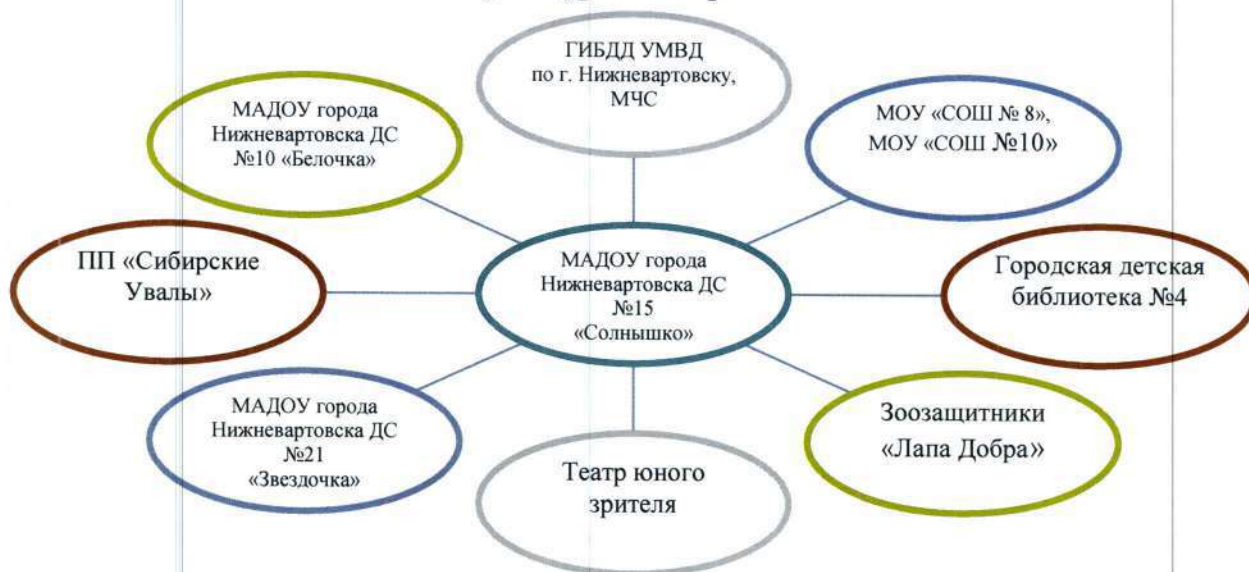 ГИБДД УМВД
по г. Нижневартовску,
МЧС
МАДОУ города
Нижневартовска ДС
№10 «Белочка»
МОУ «СОШ № 8»,
МОУ «СОШ №10»
ПП «Сибирские
Увалы»
МАДОУ города
Нижневартовска ДС
№15
«Солнышко»
Городская детская
библиотека №4
МАДОУ города
Нижневартовска ДС
№21
«Звездочка»
Зоозащитники
«Лапа Добра»
Театр юного
зрителя